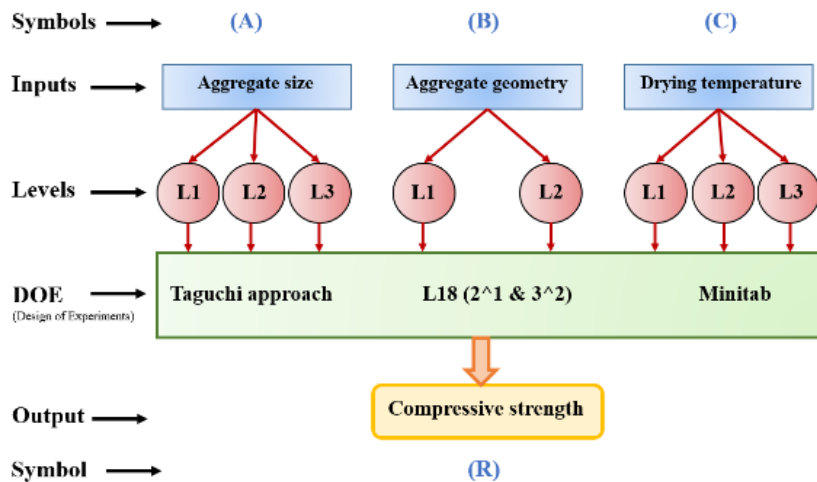 Symbols (A) (B) (C)
Inputs Aggregate size Aggregate geometry Drying temperature
Levels L1 L2 L3 L1 L2 L1 L2 L3
DOE Taguchi approach L18 (2^1 & 3^2) Minitab
(Design of Experiments)
Output Compressive strength
Symbol (R)